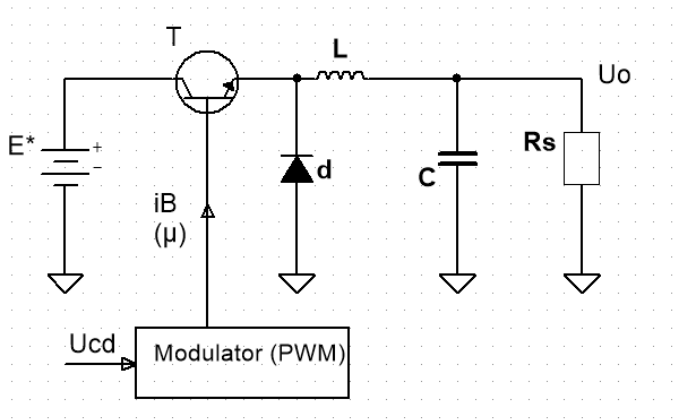 T
L
Uo
E*
+
−
d
C
Rs
iB
(µ)
Ucd
Modulator (PWM)